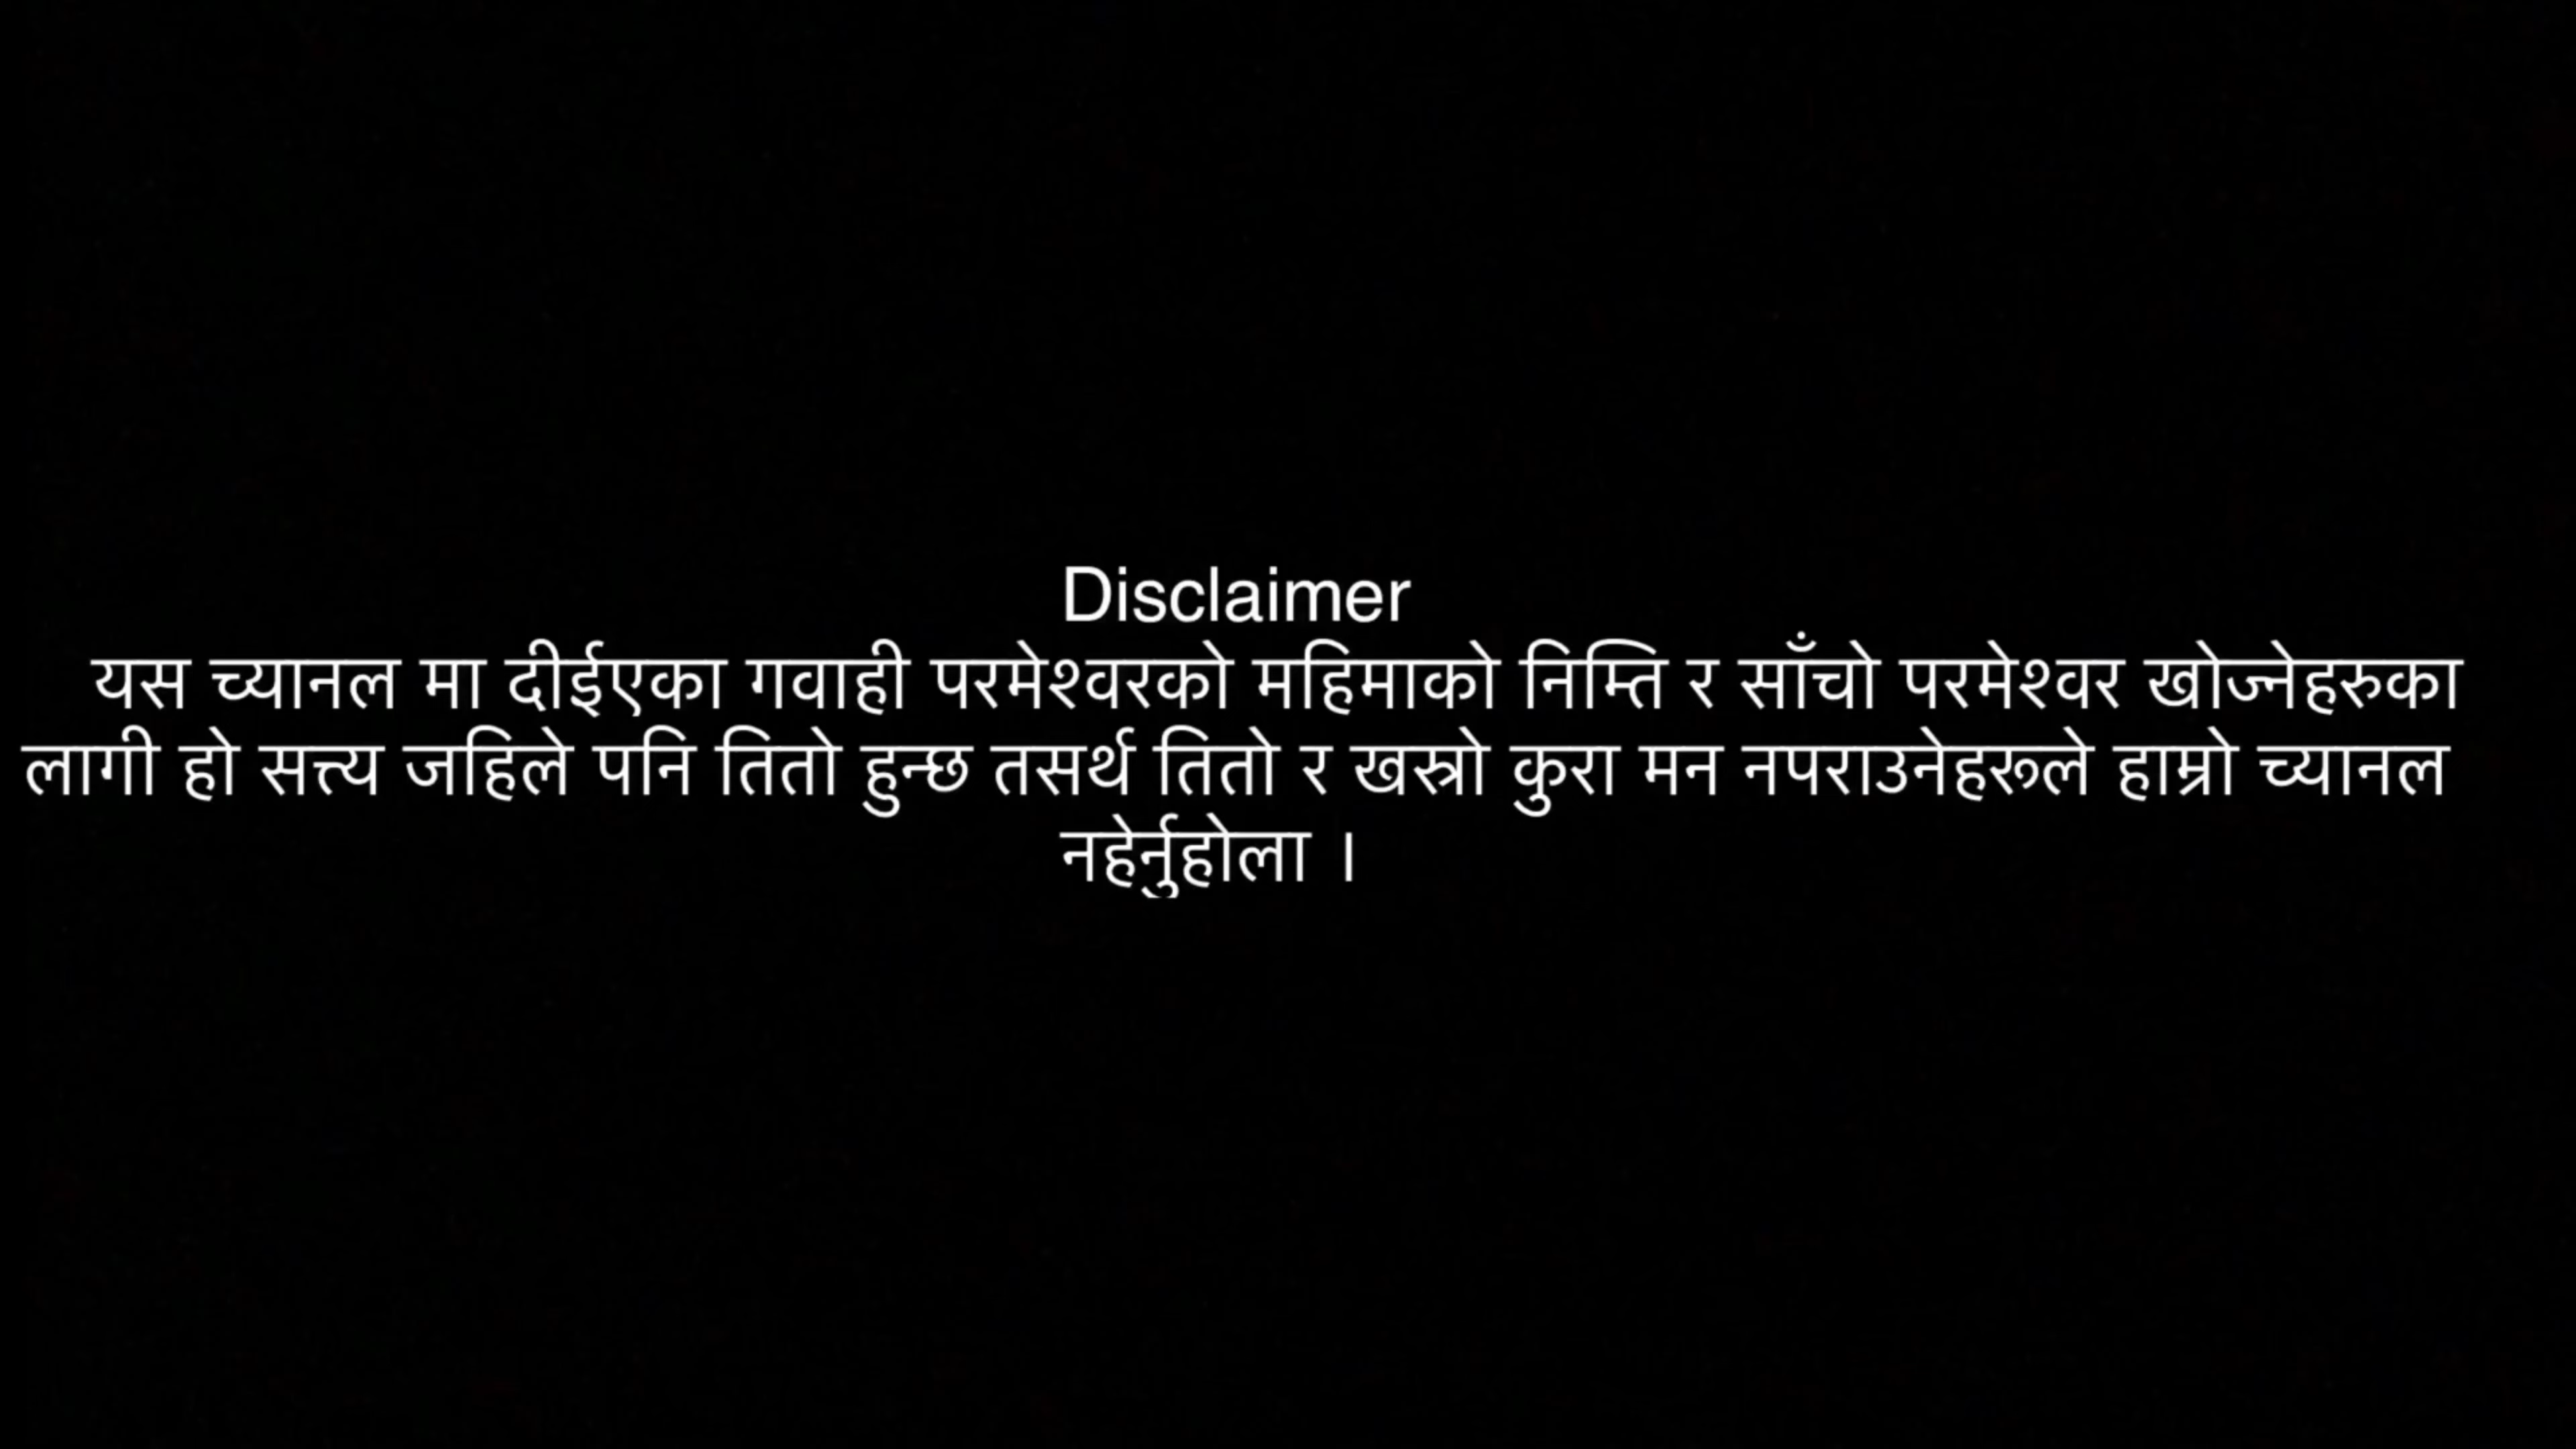 Disclaimer
यस च्यानल मा दीईएका गवाही परमेश्वरको महिमाको निम्ति र साँचो परमेश्वर खोज्नेहरुका
लागी हो सत्त्य जहिले पनि तितो हुन्छ तसर्थ तितो र खस्रो कुरा मन नपराउनेहरूले हाम्रो च्यानल
नहेर्नुहोला ।